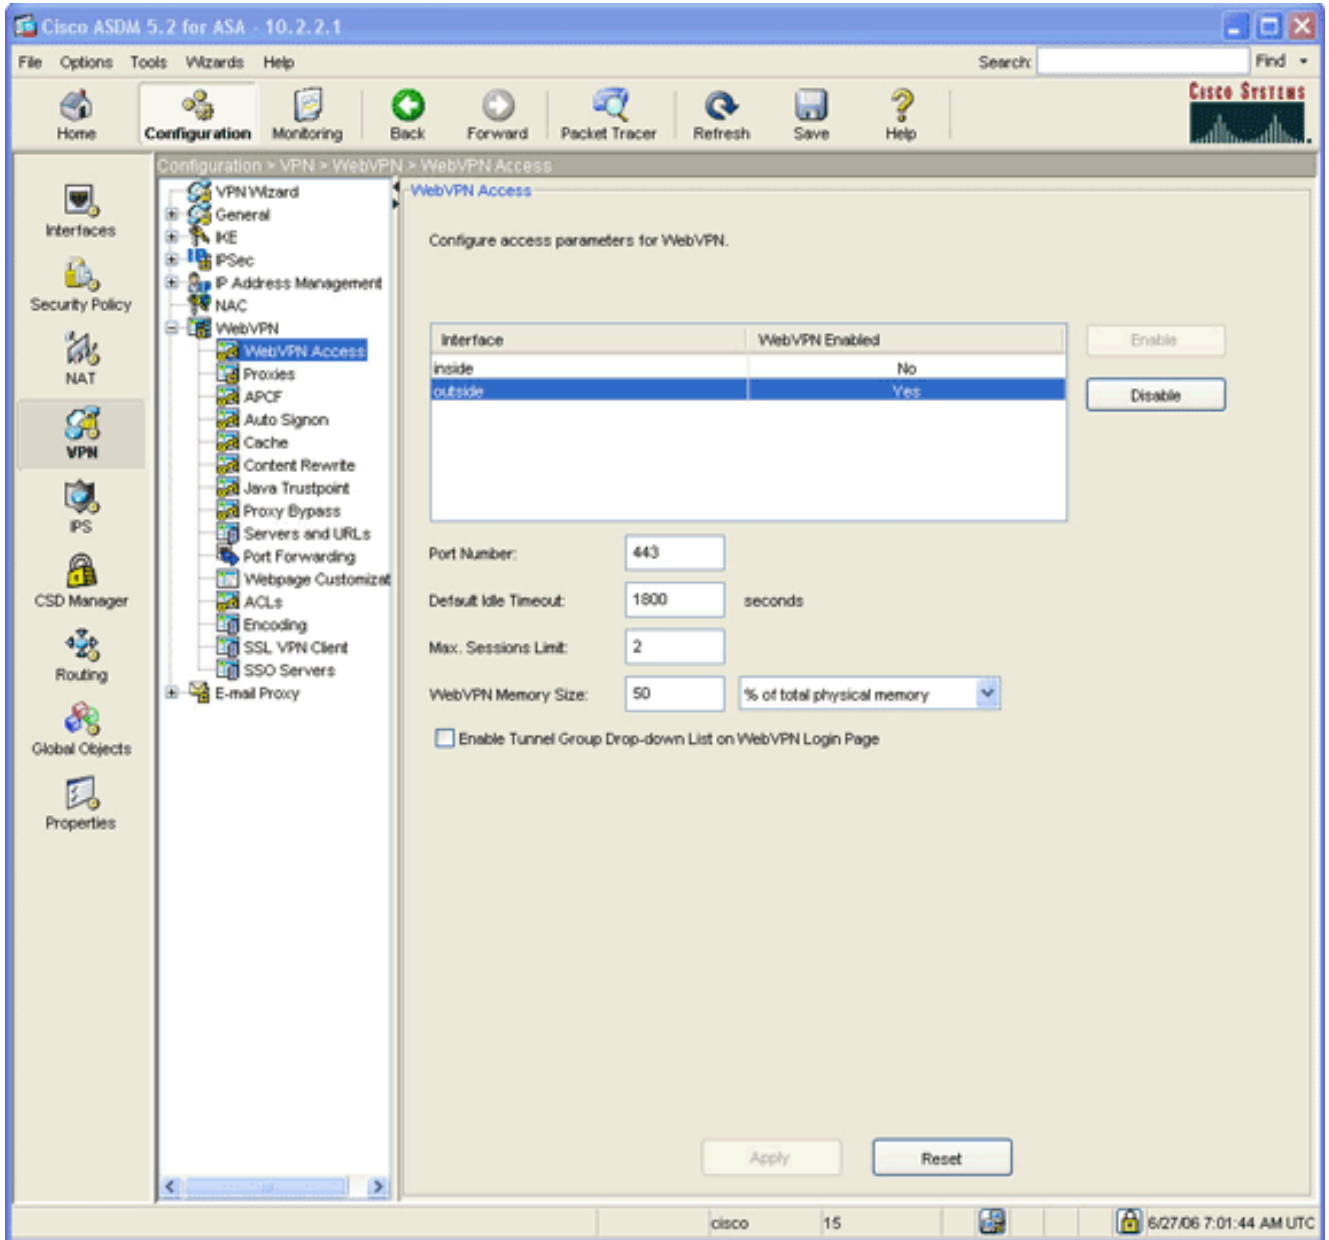 Cisco ASDM 5.2 for ASA - 10.2.2.1
File Options Tools Wizards Help Search: Find
Home Configuration Monitoring Back Forward Packet Tracer Refresh Save Help
CISCO SYSTEMS
Configuration > VPN > WebVPN > WebVPN Access
Interfaces
Security Policy
NAT
VPN
IPS
CSD Manager
Routing
Global Objects
Properties
VPN Wizard
General
IKE
IPSec
IP Address Management
NAC
WebVPN
WebVPN Access
Proxies
APCF
Auto Signon
Cache
Content Rewrite
Java Trustpoint
Proxy Bypass
Servers and URLs
Port Forwarding
Webpage Customizat
ACLs
Encoding
SSL VPN Client
SSO Servers
E-mail Proxy
WebVPN Access
Configure access parameters for WebVPN.
Interface WebVPN Enabled
inside No
outside Yes
Enable
Disable
Port Number: 443
Default Idle Timeout: 1800 seconds
Max. Sessions Limit: 2
WebVPN Memory Size: 50 % of total physical memory
Enable Tunnel Group Drop-down List on WebVPN Login Page
Apply Reset
cisco 15 6/27/06 7:01:44 AM UTC